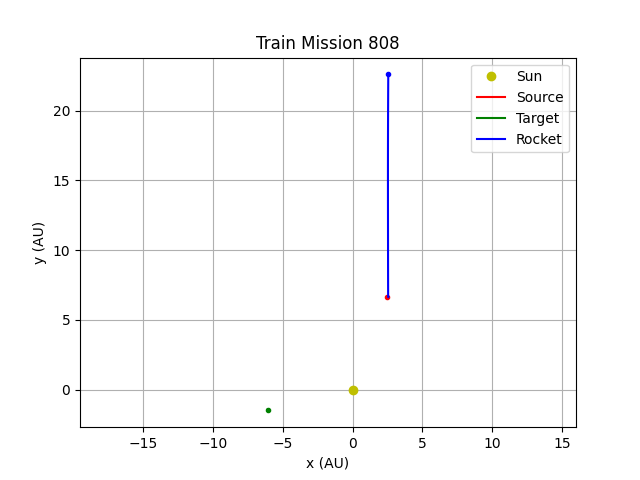 Train Mission 808
Sun
Source
Target
Rocket
20
15
10
5
0
y (AU)
−15
−10
−5
0
5
10
15
x (AU)